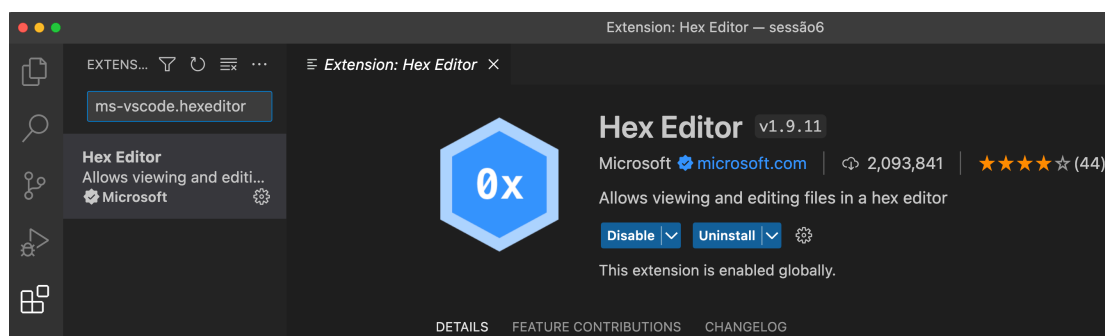 Extension: Hex Editor — sessão6
EXTENS...
Extension: Hex Editor
ms-vscode.hexeditor
Hex Editor
Allows viewing and editi...
Microsoft
0x
Hex Editor v1.9.11
Microsoft microsoft.com 2,093,841 (44)
Allows viewing and editing files in a hex editor
Disable Uninstall
This extension is enabled globally.
DETAILS FEATURE CONTRIBUTIONS CHANGELOG